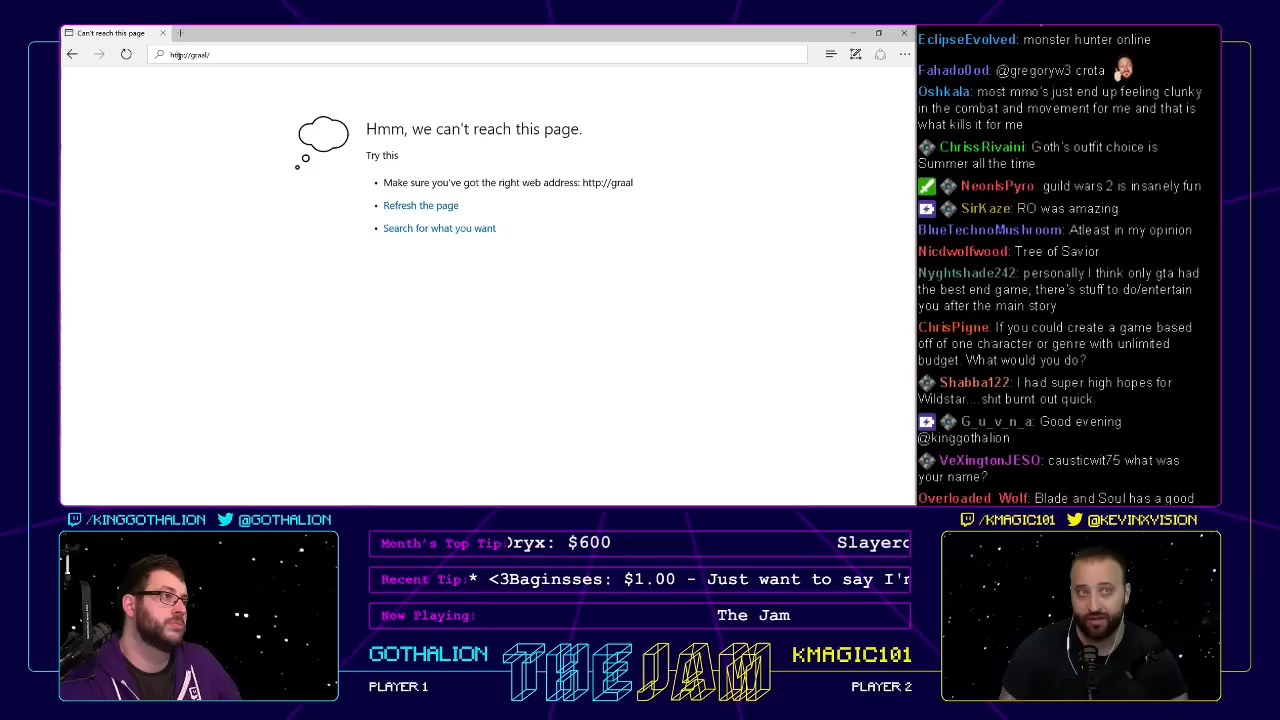 Can't reach this page
http://graal/
Hmm, we can't reach this page.
Try this
• Make sure you've got the right web address: http://graal
• Refresh the page
• Search for what you want
EclipseEvolved: monster hunter online
Fahado0od: @gregoryw3 crota
Oshkala: most mmo's just end up feeling clunky
in the combat and movement for me and that is
what kills it for me
ChrissRivaini: Goth's outfit choice is
Summer all the time
NeonIsPyro: guild wars 2 is insanely fun
SirKaze: RO was amazing
BlueTechnoMushroom: Atleast in my opinion
Nicdwolfwood: Tree of Savior
Nyghtshade242: personally I think only gta had
the best end game; there's stuff to do/entertain
you after the main story
ChrisPigne: If you could create a game based
off of one character or genre with unlimited
budget. What would you do?
Shabba122: I had super high hopes for
Wildstar....shit burnt out quick.
G_u_v_n_a: Good evening
@kinggothalion
VeXingtonJESO: causticwit75 what was
your name?
Overloaded_Wolf: Blade and Soul has a good
/KINGGOTHALION @GOTHALION
/KMAGIC101 @KEVINXVISION
Month's Top Tip: Oryx: $600 Slayerc
Recent Tip: * <3Baginsses: $1.00 - Just want to say I'm
Now Playing: The Jam
GOTHALION THE JAM KMAGIC101
PLAYER 1 PLAYER 2